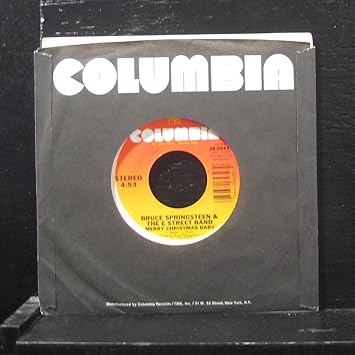 COLUMBIA
COLUMBIA
STEREO
4:53
BRUCE SPRINGSTEEN &
THE E STREET BAND
MERRY CHRISTMAS BABY
Manufactured by Columbia Records / CBS, Inc. / 51 W. 52 Street, New York, N.Y.